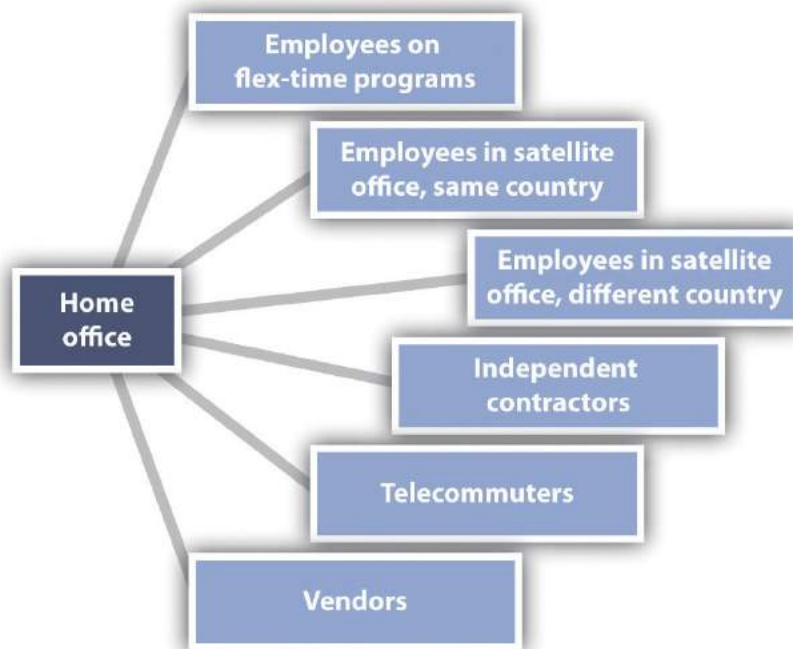 Employees on
flex-time programs
Employees in satellite
office, same country
Employees in satellite
office, different country
Home
office
Independent
contractors
Telecommuters
Vendors